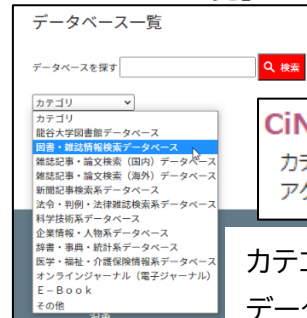 データベース一覧
データベースを探す
検索
カテゴリ
カテゴリ
龍谷大学図書館データベース
図書・雑誌情報検索データベース
雑誌記事・論文検索（国内）データベース
雑誌記事・論文検索（海外）データベース
新聞記事検索系データベース
法令・判例・法律雑誌検索系データベース
科学技術系データベース
企業情報・人物系データベース
辞書・事典・統計系データベース
医学・福祉・介護保険情報系データベース
オンラインジャーナル（電子ジャーナル）
E－Book
その他
CiN
カテ
アク
カテゴ
データ